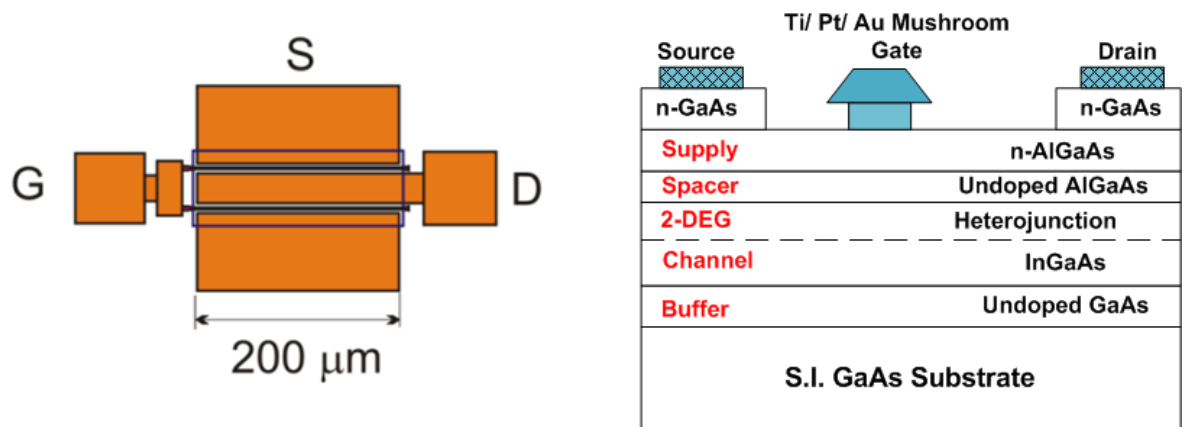 S
G
D
200 μm
Ti/ Pt/ Au Mushroom
Source Gate Drain
n-GaAs n-GaAs
Supply n-AlGaAs
Spacer Undoped AlGaAs
2-DEG Heterojunction
Channel InGaAs
Buffer Undoped GaAs
S.I. GaAs Substrate